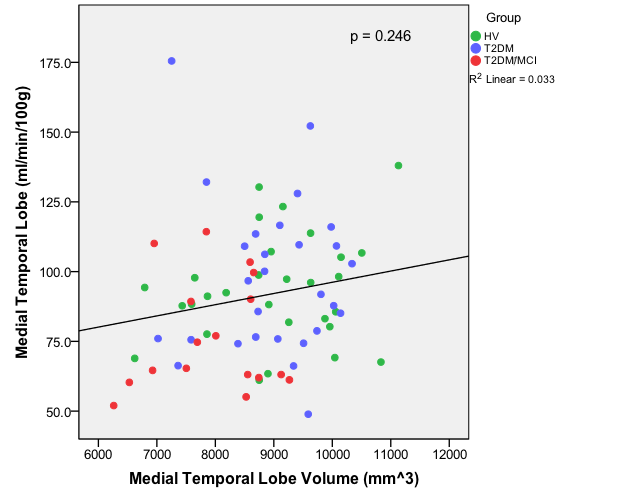 Group
HV
T2DM
T2DM/MCI
R2 Linear = 0.033
p = 0.246
175.0
150.0
125.0
100.0
75.0
50.0
Medial Temporal Lobe (ml/min/100g)
6000 7000 8000 9000 10000 11000 12000
Medial Temporal Lobe Volume (mm^3)